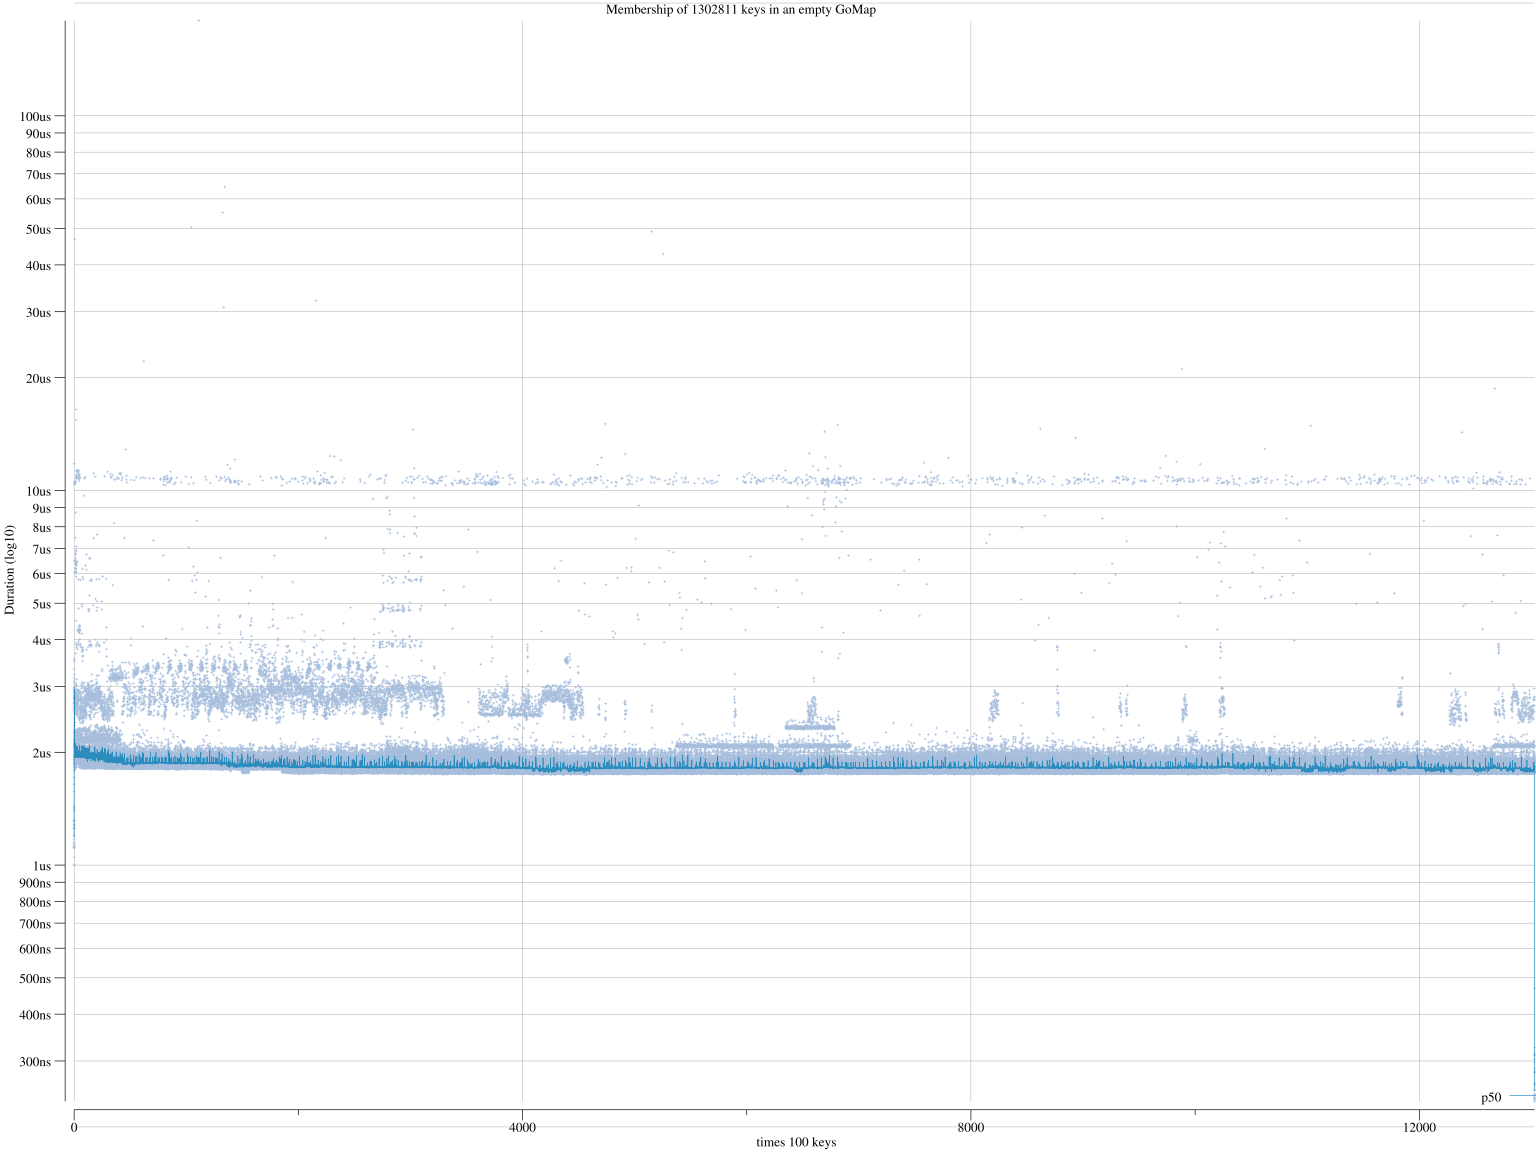 Membership of 1302811 keys in an empty GoMap
100us
90us
80us
70us
60us
50us
40us
30us
20us
10us
9us
8us
7us
6us
5us
4us
3us
2us
1us
900ns
800ns
700ns
600ns
500ns
400ns
300ns
Duration (log10)
p50
0 4000 8000 12000
times 100 keys